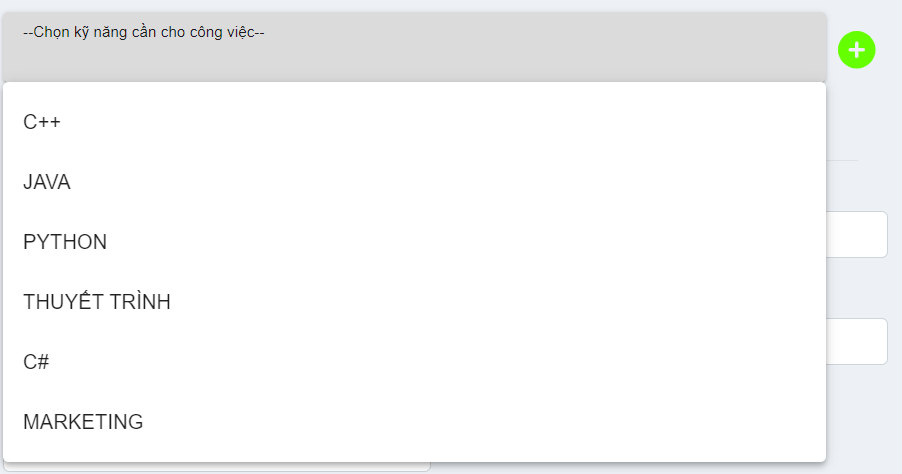 --Chọn kỹ năng cần cho công việc--
C++
JAVA
PYTHON
THUYẾT TRÌNH
C#
MARKETING